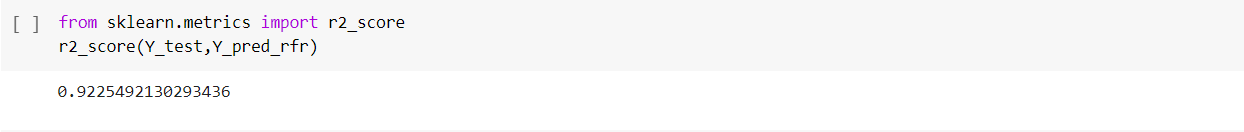 [ ] from sklearn.metrics import r2_score
r2_score(Y_test,Y_pred_rfr)
0.9225492130293436